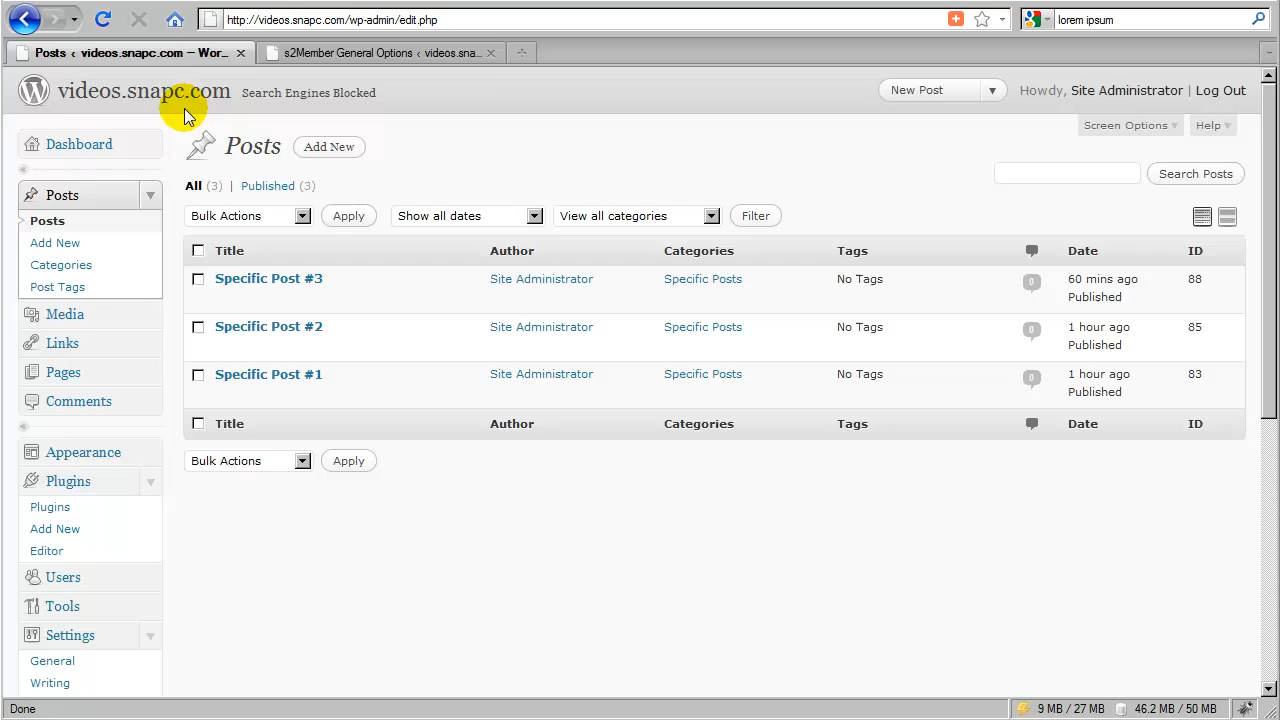 http://videos.snapc.com/wp-admin/edit.php
lorem ipsum
Posts ‹ videos.snapc.com — Wor...
s2Member General Options ‹ videos.sna...
videos.snapc.com
Search Engines Blocked
New Post
Howdy, Site Administrator | Log Out
Screen Options
Help
Dashboard
Posts
Posts
Add New
Categories
Post Tags
Media
Links
Pages
Comments
Appearance
Plugins
Plugins
Add New
Editor
Users
Tools
Settings
General
Writing
Posts
Add New
All (3) | Published (3)
Search Posts
Bulk Actions Apply Show all dates View all categories Filter
Title Author Categories Tags Date ID
Specific Post #3 Site Administrator Specific Posts No Tags 0 60 mins ago 88
Published
Specific Post #2 Site Administrator Specific Posts No Tags 0 1 hour ago 85
Published
Specific Post #1 Site Administrator Specific Posts No Tags 0 1 hour ago 83
Published
Title Author Categories Tags Date ID
Bulk Actions Apply
Done
9 MB / 27 MB
46.2 MB / 50 MB